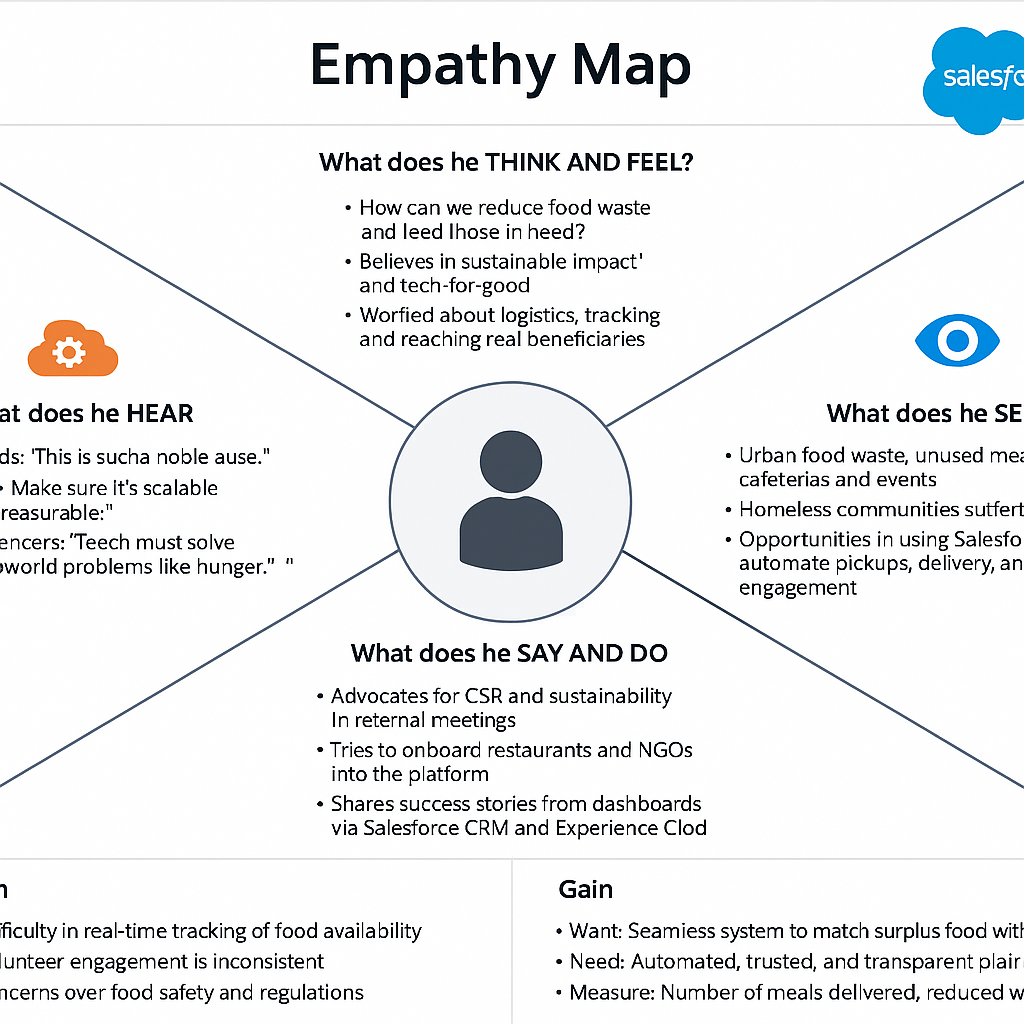 Empathy Map
salesfo
What does he THINK AND FEEL?
• How can we reduce food waste
and leed lhose in heed?
• Believes in sustainable impact'
and tech-for-good
• Worfied about logistics, tracking
and reaching real beneficiaries
at does he HEAR
ds: 'This is sucha noble ause."
• Make sure it's scalable
reasurable:"
encers: "Teech must solve
world problems like hunger." "
What does he SE
• Urban food waste, unused mea
cafeterias and events
• Homeless communities sutfert
• Opportunities in using Salesfo
automate pickups, delivery, an
engagement
What does he SAY AND DO
• Advocates for CSR and sustainability
In reternal meetings
• Tries to onboard restaurants and NGOs
into the platform
• Shares success stories from dashboards
via Salesforce CRM and Experience Clod
n
fficulty in real-time tracking of food availability
lunteer engagement is inconsistent
ncerns over food safety and regulations
Gain
• Want: Seamiess system to match surplus food with
• Need: Automated, trusted, and transparent plair
• Measure: Number of meals dellvered, reduced w